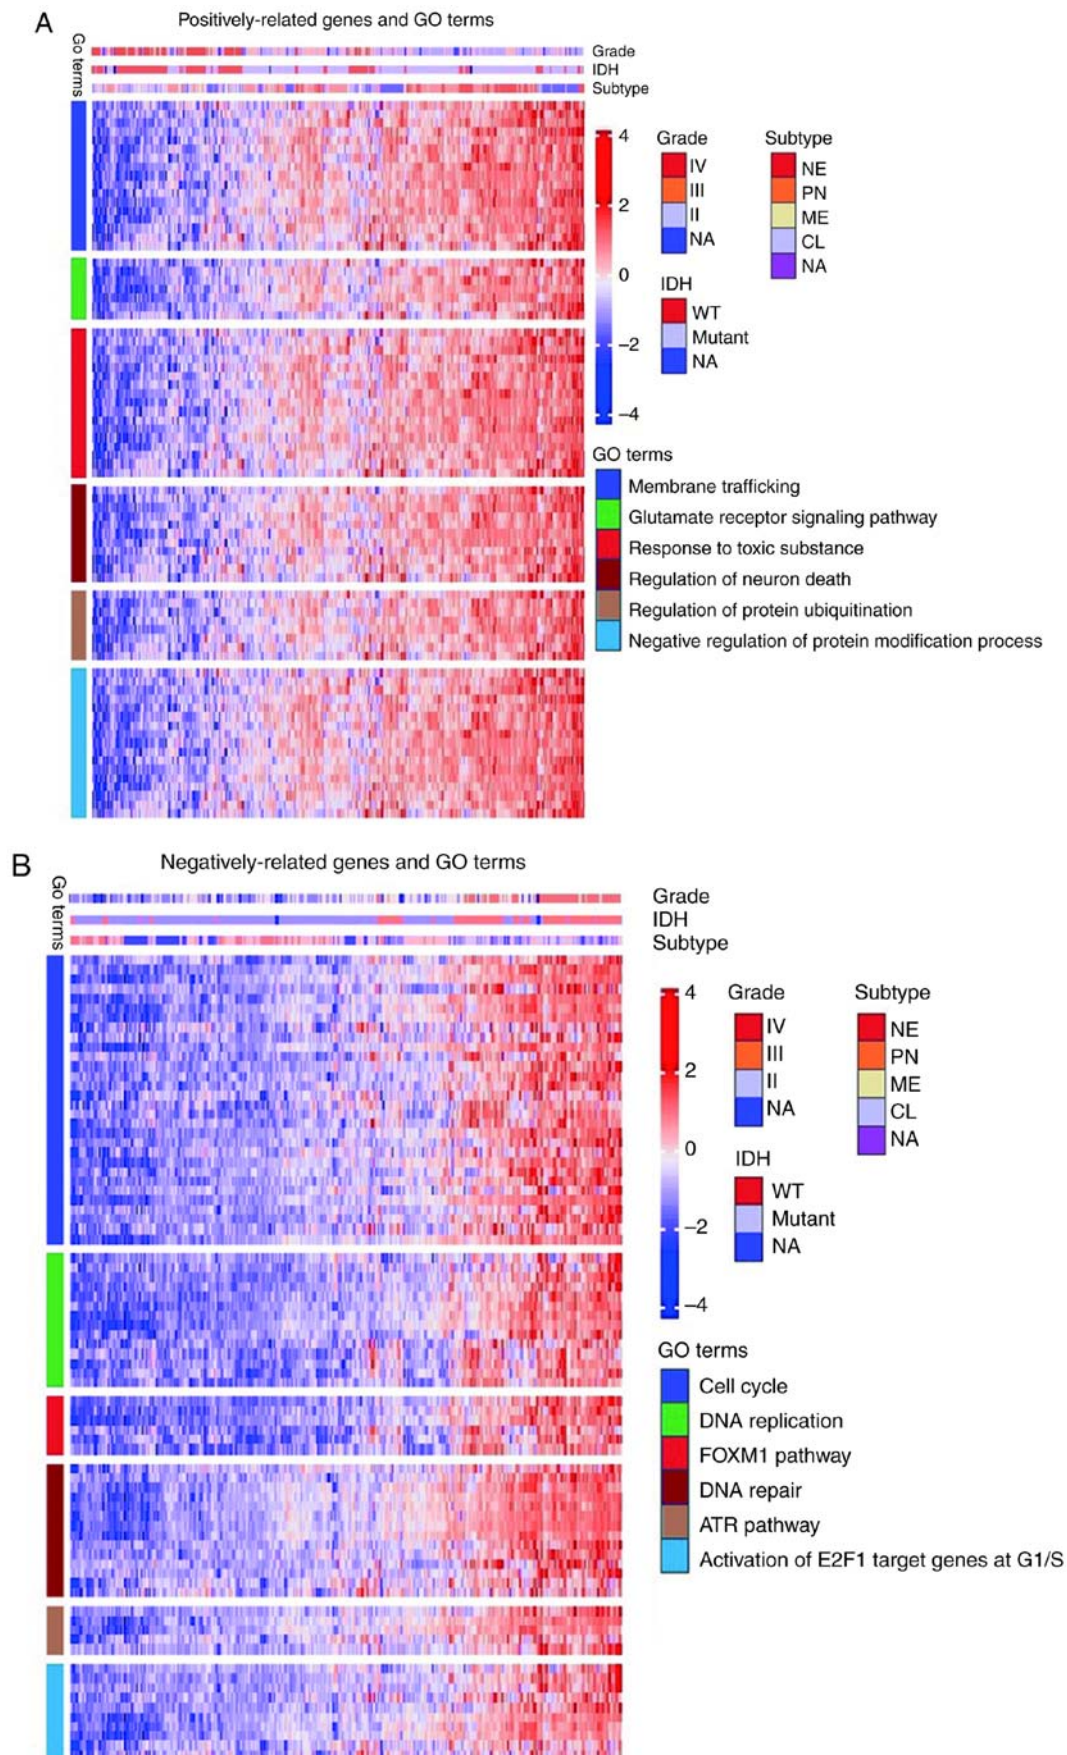 A
Positively-related genes and GO terms
Go terms
Grade
IDH
Subtype
4
2
0
−2
−4
Grade
IV
III
II
NA
Subtype
NE
PN
ME
CL
NA
IDH
WT
Mutant
NA
GO terms
Membrane trafficking
Glutamate receptor signaling pathway
Response to toxic substance
Regulation of neuron death
Regulation of protein ubiquitination
Negative regulation of protein modification process
B
Negatively-related genes and GO terms
Go terms
Grade
IDH
Subtype
4
2
0
−2
−4
Grade
IV
III
II
NA
Subtype
NE
PN
ME
CL
NA
IDH
WT
Mutant
NA
GO terms
Cell cycle
DNA replication
FOXM1 pathway
DNA repair
ATR pathway
Activation of E2F1 target genes at G1/S